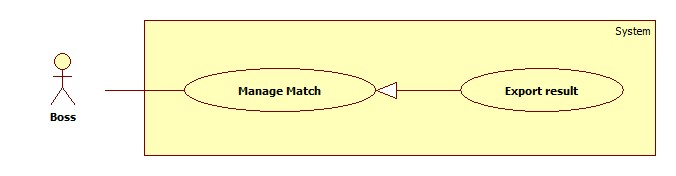 System
Manage Match
Export result
Boss